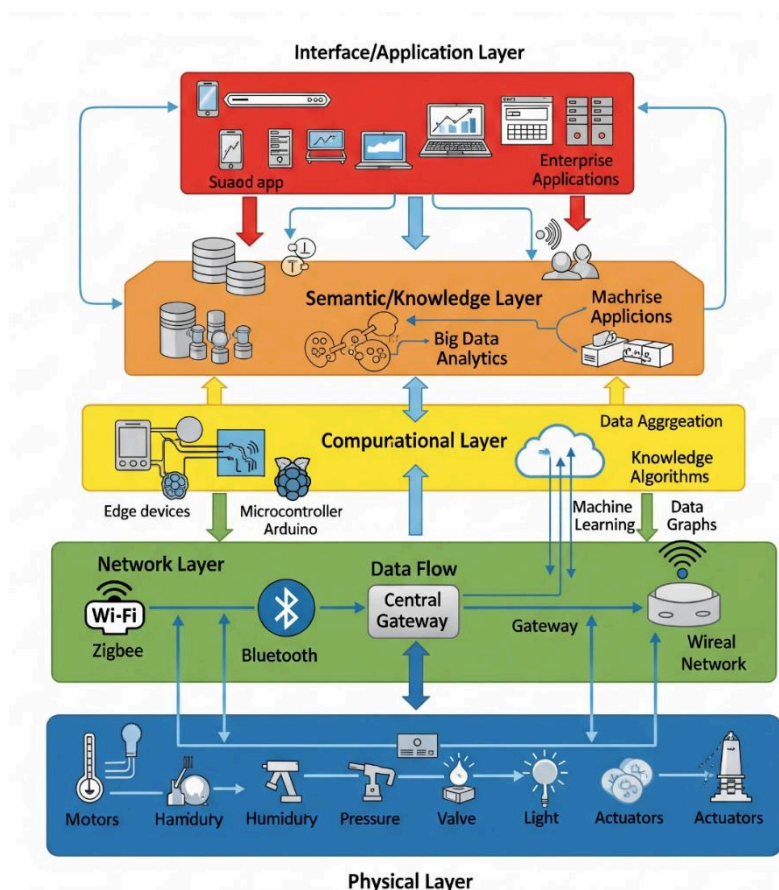 Interface/Application Layer
Suaod app
Enterprise
Applications
Semantic/Knowledge Layer
Machrise
Applicions
Big Data
Analytics
Compunational Layer
Data Aggrgeation
Knowledge
Algorithms
Edge devices
Microcontroller
Arduino
Machine
Learning
Data
Graphs
Network Layer
Data Flow
Wi-Fi
Zigbee
Bluetooth
Central
Gateway
Gateway
Wireal
Network
Motors
Hamidury
Humidury
Pressure
Valve
Light
Actuators
Actuators
Physical Layer